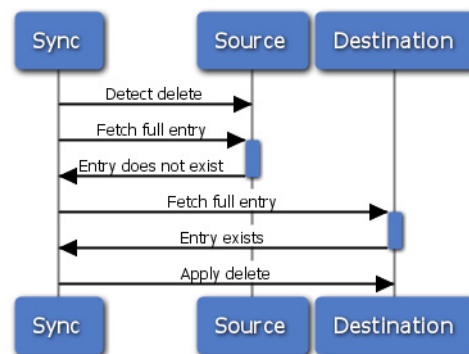 Sync Source Destination
Detect delete
Fetch full entry
Entry does not exist
Fetch full entry
Entry exists
Apply delete
Sync Source Destination